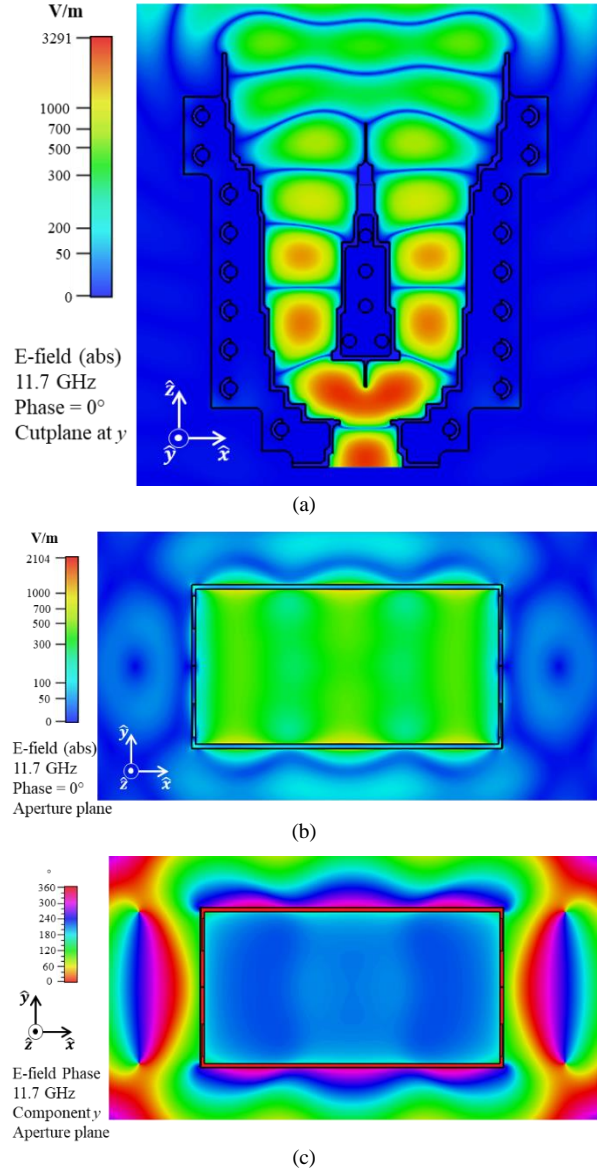 V/m
3291
1000
700
500
300
200
50
0
E-field (abs)
11.7 GHz
Phase = 0°
Cutplane at y
ẑ
ŷ
x̂
(a)
V/m
2104
1000
700
500
300
100
50
0
E-field (abs)
11.7 GHz
Phase = 0°
Aperture plane
ŷ
ẑ
x̂
(b)
°
360
300
240
180
120
60
0
ŷ
ẑ
x̂
E-field Phase
11.7 GHz
Component y
Aperture plane
(c)